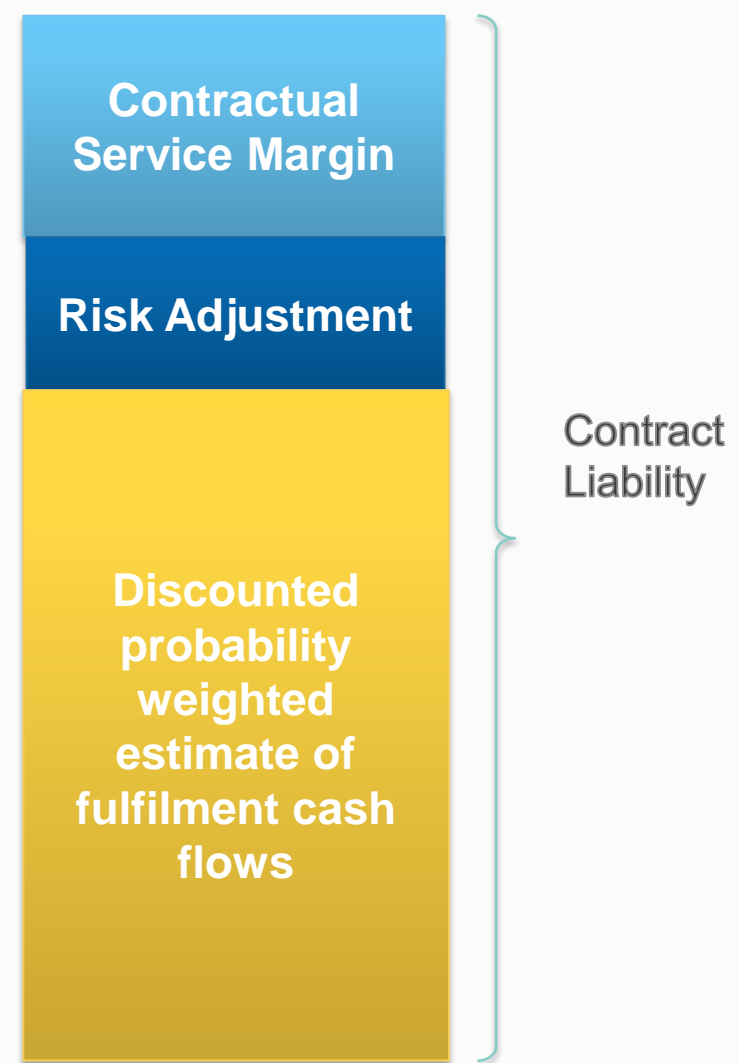 Contractual
Service Margin
Risk Adjustment
Contract
Liability
Discounted
probability
weighted
estimate of
fulfilment cash
flows